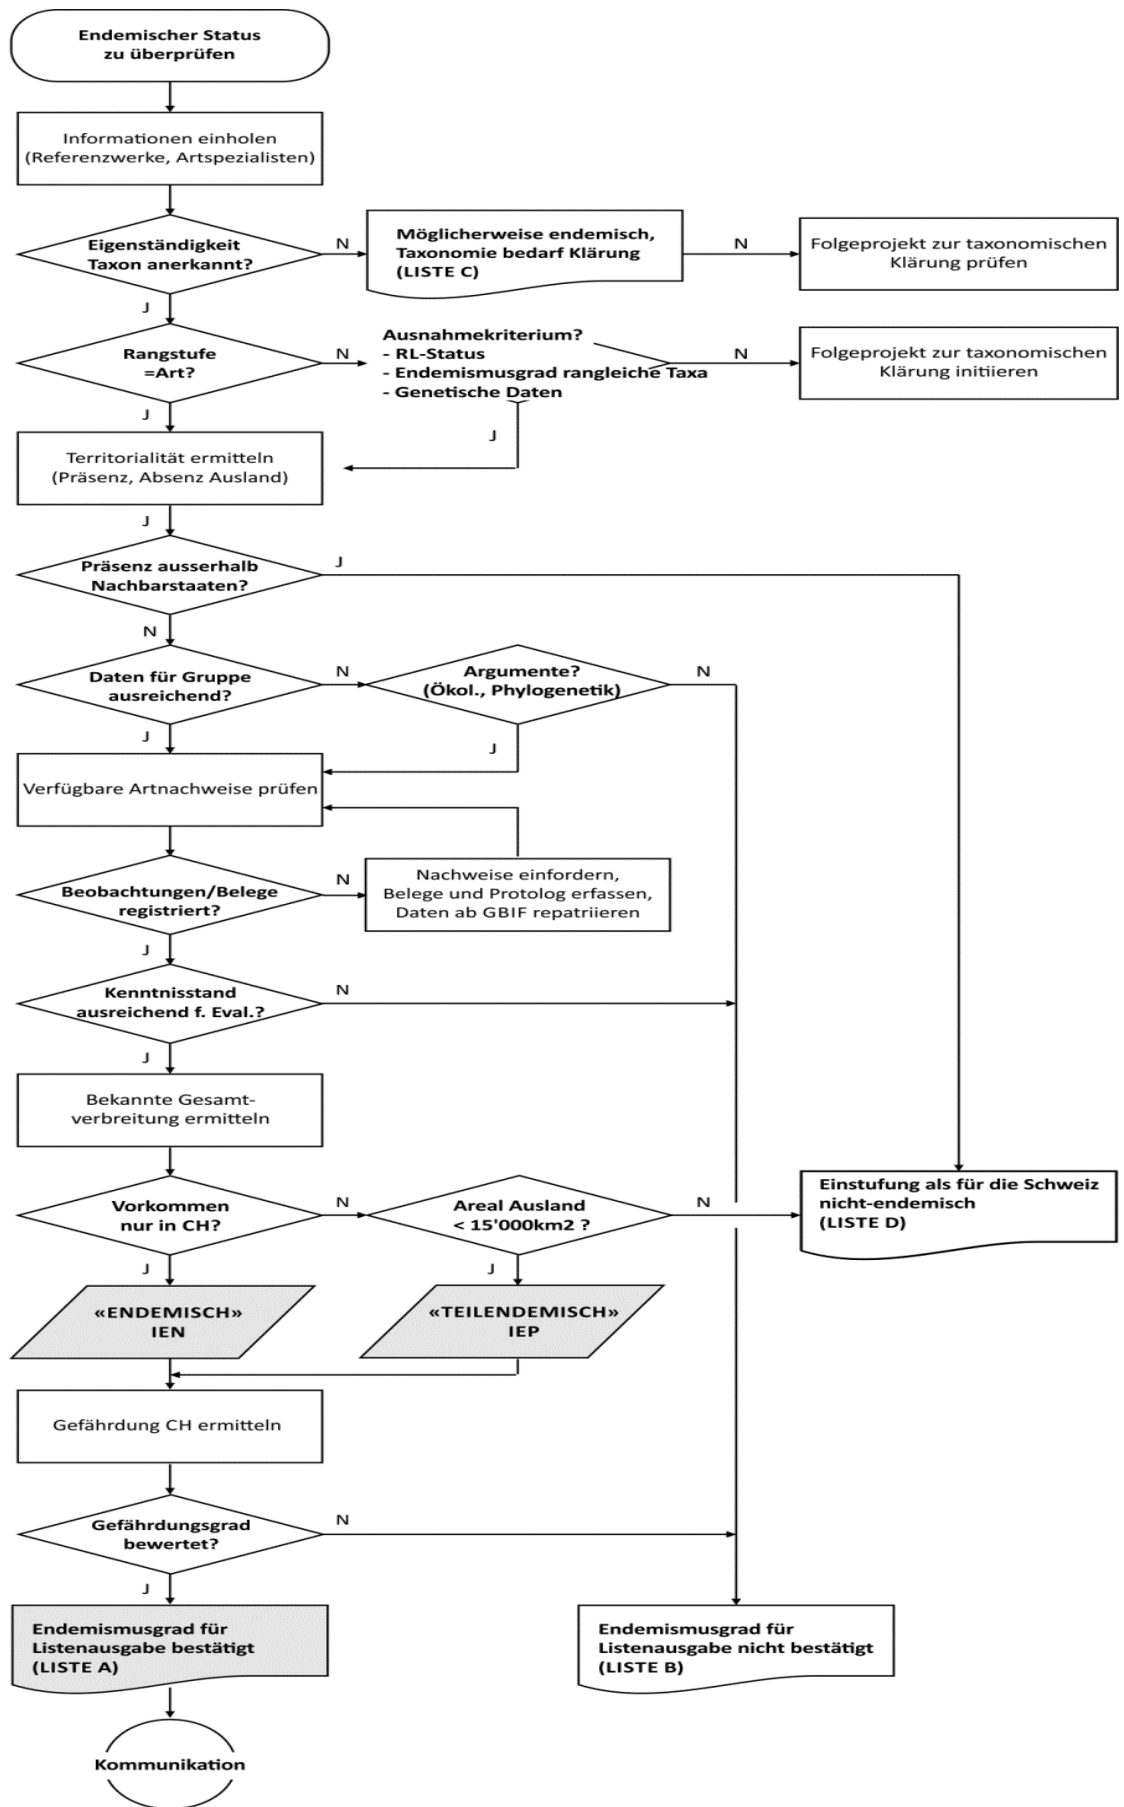 Endemischer Status
zu überprüfen
Informationen einholen
(Referenzwerke, Artspezialisten)
Eigenständigkeit
Taxon anerkannt?
N
Möglicherweise endemisch,
Taxonomie bedarf Klärung
(LISTE C)
N
Folgeprojekt zur taxonomischen
Klärung prüfen
J
Rangstufe
=Art?
N
Ausnahmekriterium?
- RL-Status
- Endemismusgrad rangleiche Taxa
- Genetische Daten
N
Folgeprojekt zur taxonomischen
Klärung initiieren
J
J
Territorialität ermitteln
(Präsenz, Absenz Ausland)
J
Präsenz ausserhalb
Nachbarstaaten?
J
N
Daten für Gruppe
ausreichend?
N
Argumente?
(Ökol., Phylogenetik)
N
J
J
Verfügbare Artnachweise prüfen
Beobachtungen/Belege
registriert?
N
Nachweise einfordern,
Belege und Protolog erfassen,
Daten ab GBIF repatriieren
J
Kenntnisstand
ausreichend f. Eval.?
N
J
Bekannte Gesamt-
verbreitung ermitteln
Vorkommen
nur in CH?
N
Areal Ausland
< 15'000km2 ?
N
Einstufung als für die Schweiz
nicht-endemisch
(LISTE D)
J
J
«ENDEMISCH»
IEN
«TEILENDEMISCH»
IEP
Gefährdung CH ermitteln
Gefährdungsgrad
bewertet?
N
J
Endemismusgrad für
Listenausgabe bestätigt
(LISTE A)
Endemismusgrad für
Listenausgabe nicht bestätigt
(LISTE B)
Kommunikation